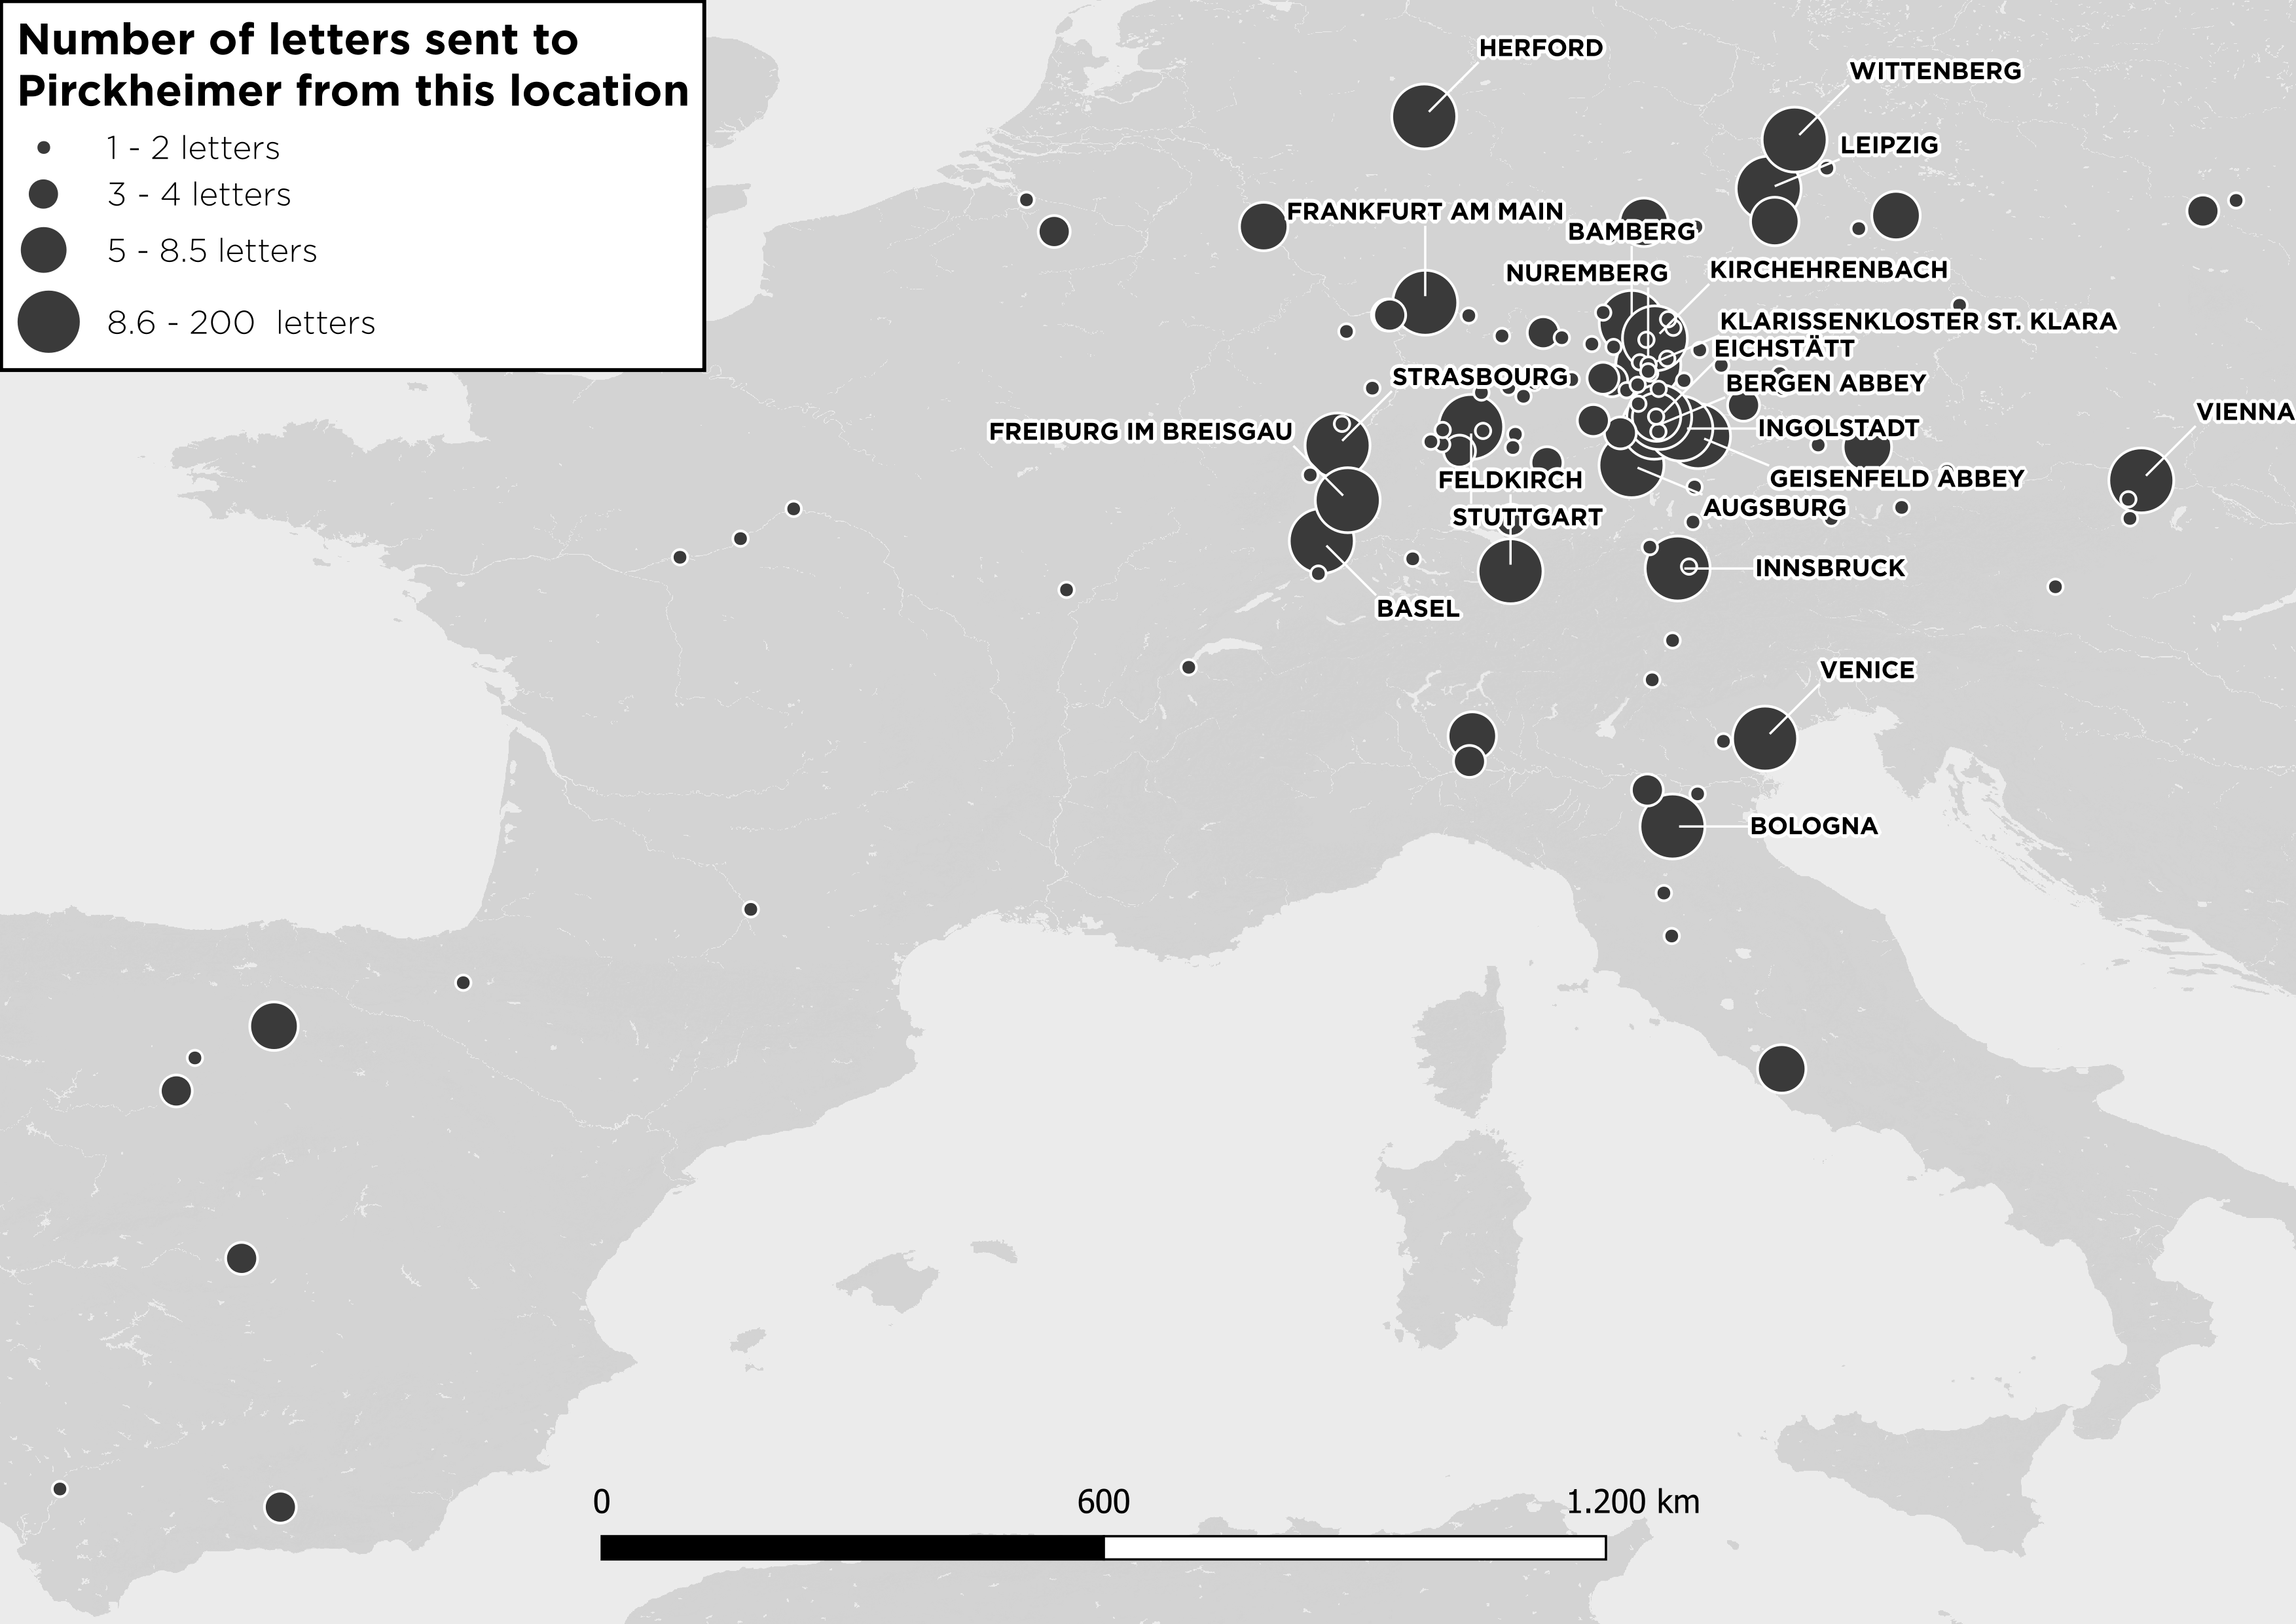 Number of letters sent to
Pirckheimer from this location
1 - 2 letters
3 - 4 letters
5 - 8.5 letters
8.6 - 200 letters
HERFORD
WITTENBERG
LEIPZIG
FRANKFURT AM MAIN
BAMBERG
NUREMBERG
KIRCHEHRENBACH
KLARISSENKLOSTER ST. KLARA
EICHSTÄTT
STRASBOURG
BERGEN ABBEY
VIENNA
FREIBURG IM BREISGAU
INGOLSTADT
FELDKIRCH
GEISENFELD ABBEY
AUGSBURG
STUTTGART
INNSBRUCK
BASEL
VENICE
BOLOGNA
0 600 1.200 km